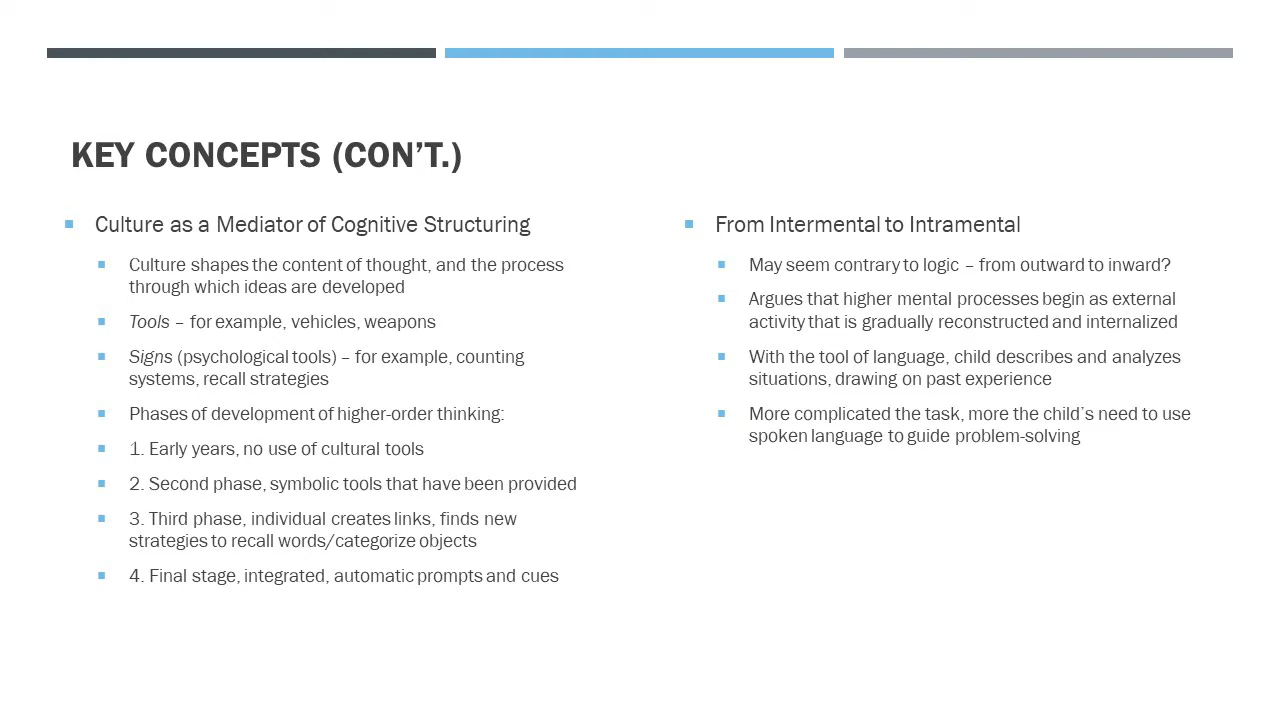 KEY CONCEPTS (CON’T.)
Culture as a Mediator of Cognitive Structuring
Culture shapes the content of thought, and the process
through which ideas are developed
Tools – for example, vehicles, weapons
Signs (psychological tools) – for example, counting
systems, recall strategies
Phases of development of higher-order thinking:
1. Early years, no use of cultural tools
2. Second phase, symbolic tools that have been provided
3. Third phase, individual creates links, finds new
strategies to recall words/categorize objects
4. Final stage, integrated, automatic prompts and cues
From Intermental to Intramental
May seem contrary to logic – from outward to inward?
Argues that higher mental processes begin as external
activity that is gradually reconstructed and internalized
With the tool of language, child describes and analyzes
situations, drawing on past experience
More complicated the task, more the child’s need to use
spoken language to guide problem-solving